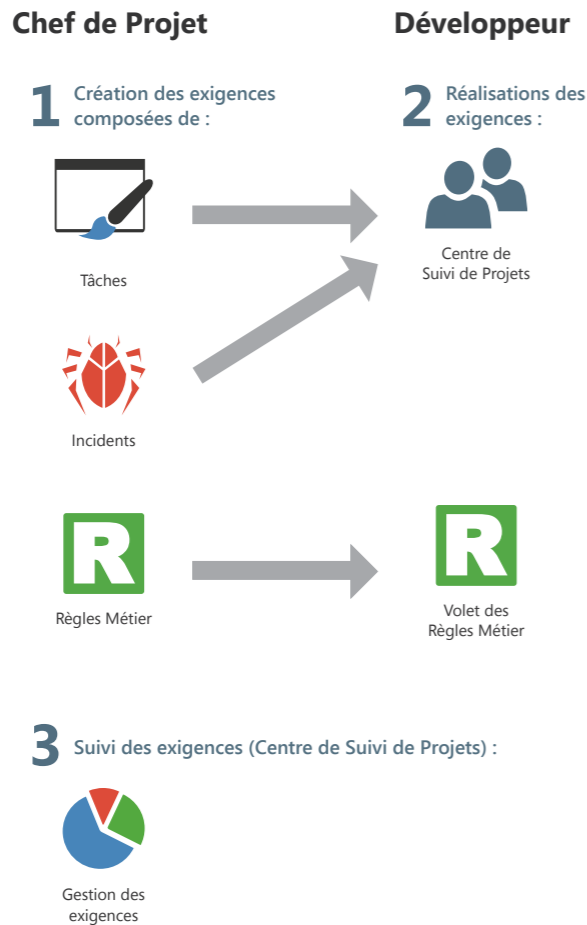 Chef de Projet
Développeur
1
Création des exigences
composées de :
2
Réalisations des
exigences :
Tâches
Centre de
Suivi de Projets
Incidents
R
Règles Métier
R
Volet des
Règles Métier
3
Suivi des exigences (Centre de Suivi de Projets) :
Gestion des
exigences